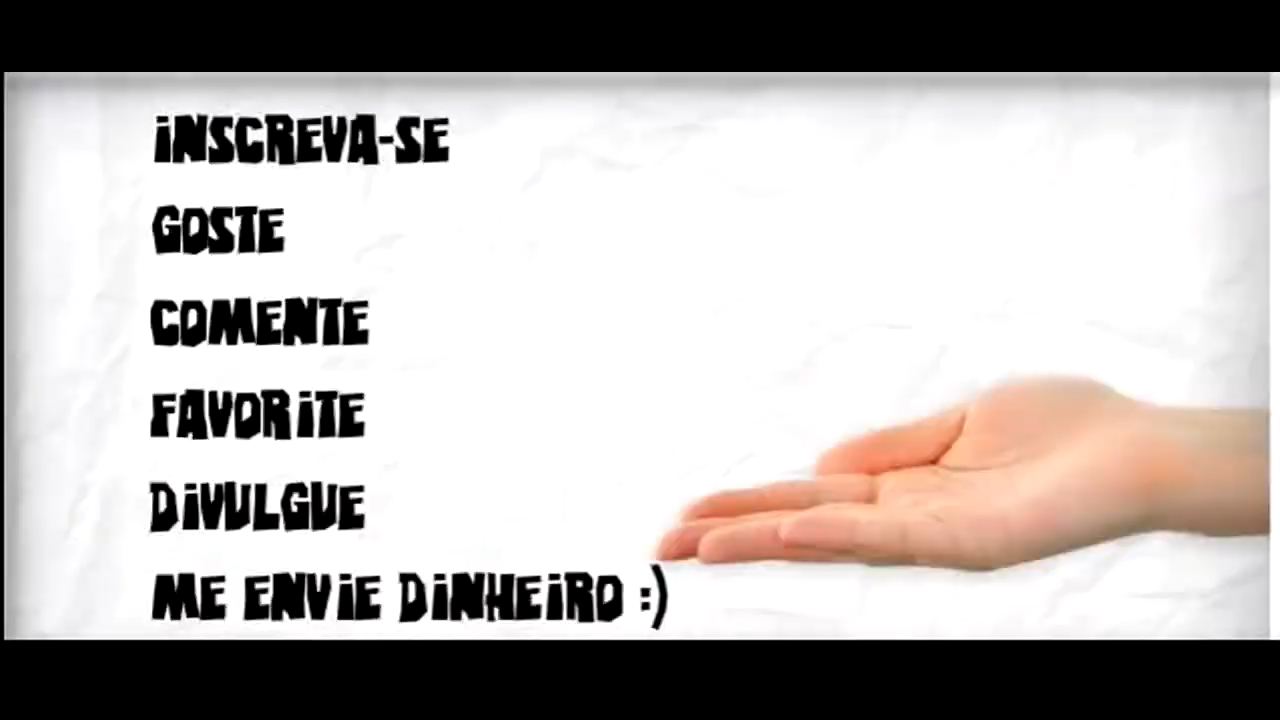 INSCREVA-SE
GOSTE
COMENTE
FAVORITE
DIVULGUE
ME ENVIE DINHEIRO :)